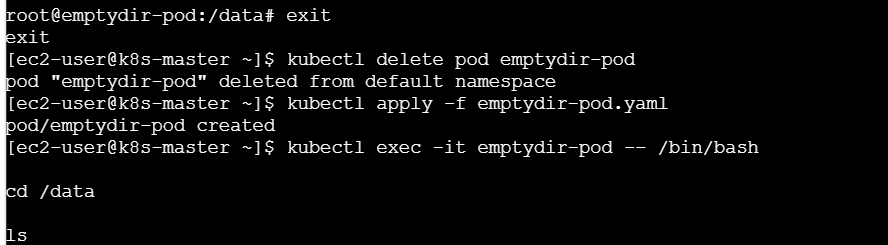 root@emptydir-pod:/data# exit
exit
[ec2-user@k8s-master ~]$ kubectl delete pod emptydir-pod
pod "emptydir-pod" deleted from default namespace
[ec2-user@k8s-master ~]$ kubectl apply -f emptydir-pod.yaml
pod/emptydir-pod created
[ec2-user@k8s-master ~]$ kubectl exec -it emptydir-pod -- /bin/bash
cd /data
ls